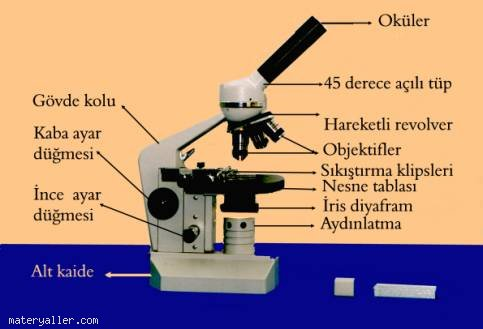 Oküler
45 derece açılı tüp
Gövde kolu
Hareketli revolver
Kaba ayar
düğmesi
Objektifler
Sıkıştırma klipsleri
Nesne tablası
İnce ayar
düğmesi
İris diyafram
Aydınlatma
Alt kaide
materyaller.com